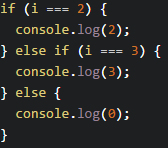 if (i === 2) {
  console.log(2);
} else if (i === 3) {
  console.log(3);
} else {
  console.log(0);
}